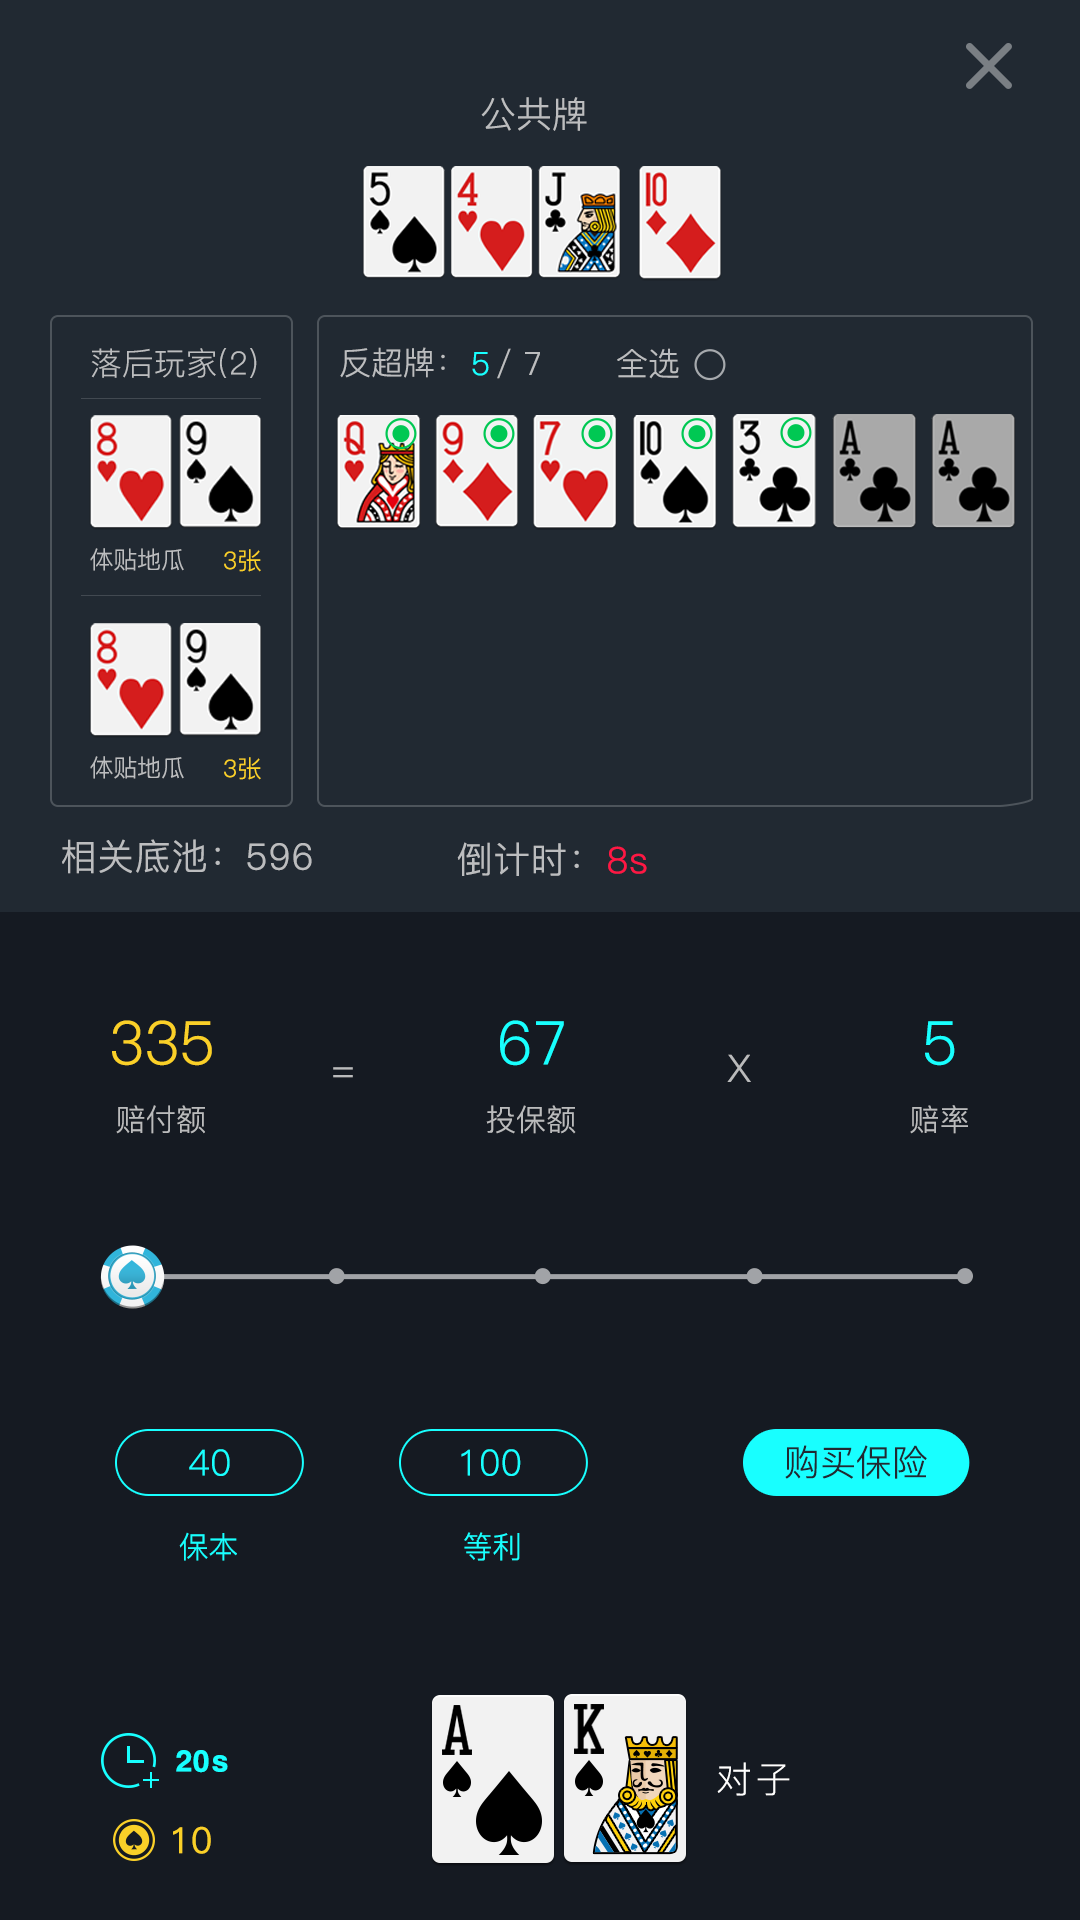 公共牌
5 4 J 10
落后玩家(2)
反超牌： 5 / 7 全选
8 9
Q 9 7 10 3 A A
体贴地瓜 3张
8 9
体贴地瓜 3张
相关底池：596 倒计时：8s
335 = 67 X 5
赔付额 投保额 赔率
40 100 购买保险
保本 等利
A K
20s 对子
10